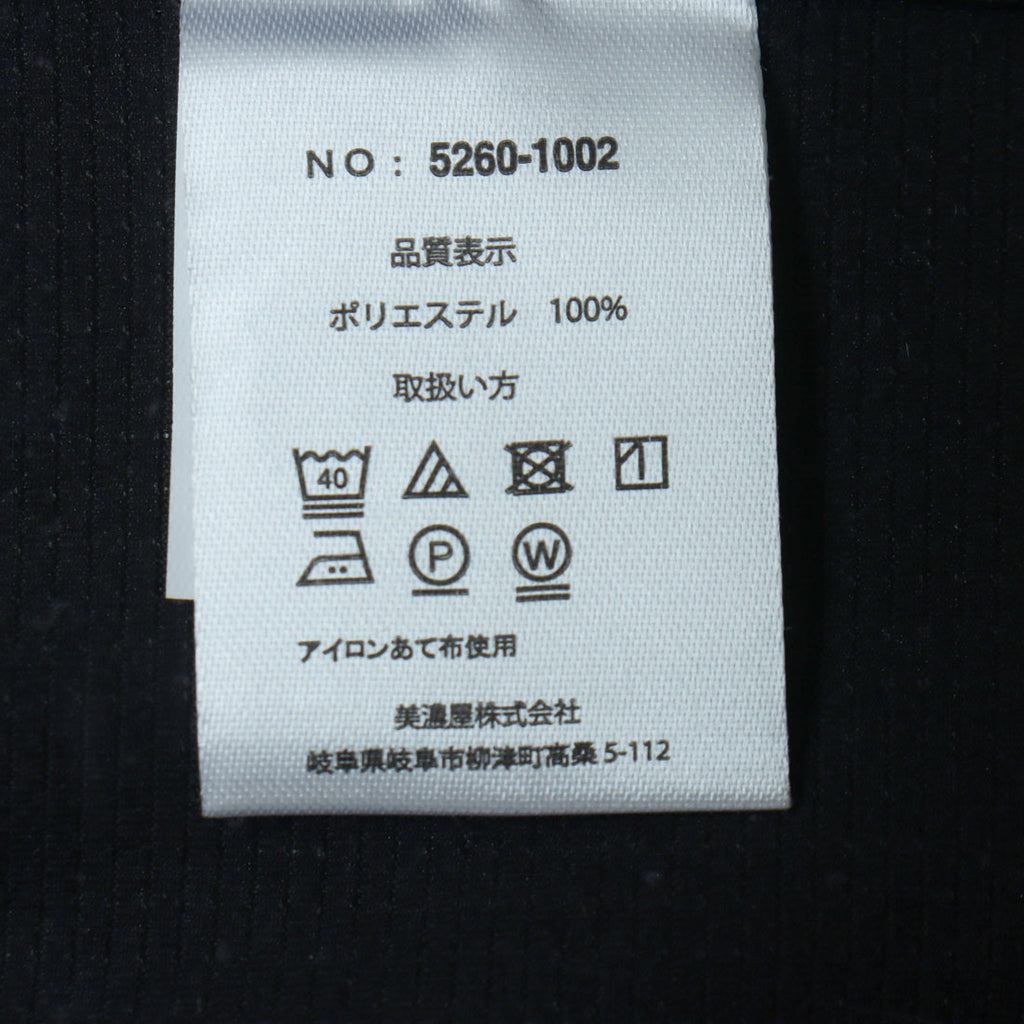 NO: 5260-1002
品質表示
ポリエステル 100%
取扱い方
40
P W
アイロンあて布使用
美濃屋株式会社
岐阜県岐阜市柳津町高桑 5-112